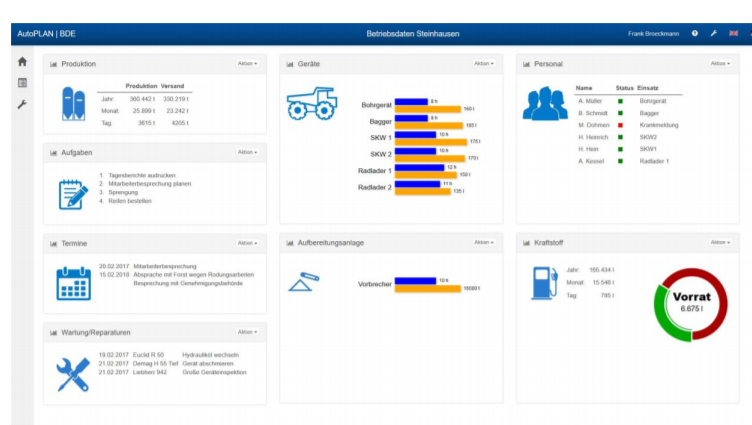 AutoPLAN | BDE
Betriebsdaten Steinhausen
Frank Broeckmann
Produktion
Aktion
Produktion Versand
Jahr: 360.442 t 330.219 t
Monat: 25.899 t 23.242 t
Tag: 3615 t 4205 t
Aufgaben
Aktion
1. Tagesberichte audrucken
2. Mitarbeiterbesprechung planen
3. Sprengung
4. Reifen bestellen
Termine
Aktion
20.02.2017 Mitarbeiterbesprechung
15.02.2018 Absprache mit Forst wegen Rodungsarbeiten
Besprechung mit Genehmigungsbehörde
Wartung/Reparaturen
Aktion
19.02.2017 Euclid R 50 Hydrauliköl wechseln
21.02.2017 Demag H 55 Tief Gerät abschmieren
21.02.2017 Liebherr 942 Große Geräteinspektion
Geräte
Aktion
Bohrgerät 8 h
160 l
Bagger 8 h
165 l
SKW 1 10 h
175 l
SKW 2 10 h
170 l
Radlader 1 12 h
150 l
Radlader 2 11 h
135 l
Aufbereitungsanlage
Aktion
Vorbrecher 10 h
Personal
Aktion
Name Status Einsatz
A. Müller Bohrgerät
B. Schmidt Bagger
M. Dohmen Krankmeldung
H. Heinrich SKW2
H. Hein SKW1
A. Kessel Radlader 1
Kraftstoff
Aktion
Jahr: 165.434 l
Monat: 15.546 l
Tag: 785 l
Vorrat
6.675 l